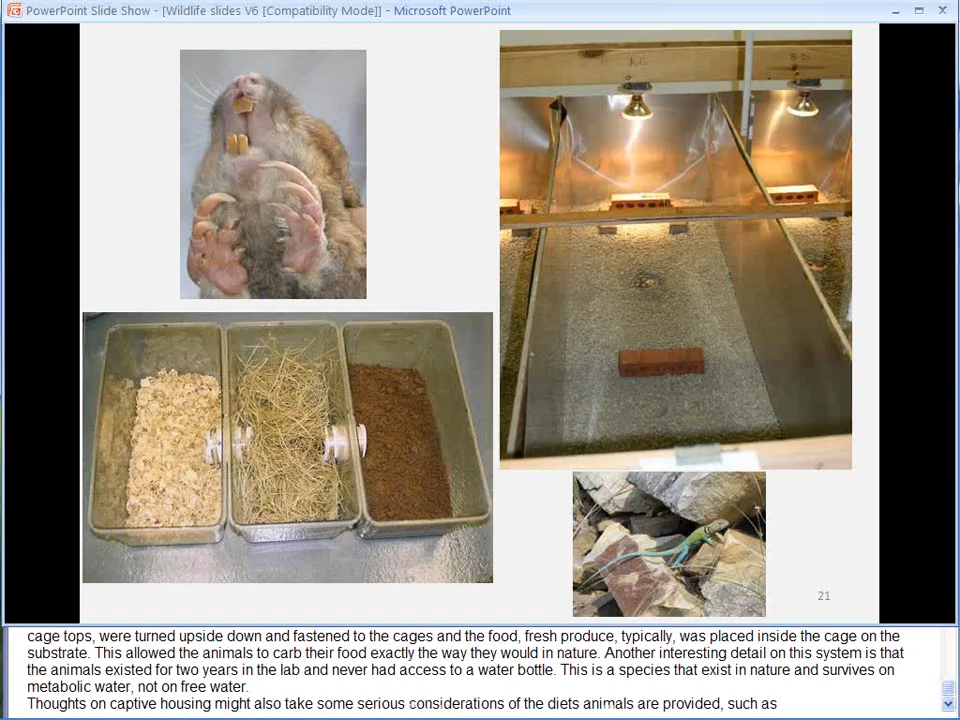 PowerPoint Slide Show - [Wildlife slides V6 [Compatibility Mode]] - Microsoft PowerPoint
AC
21
cage tops, were turned upside down and fastened to the cages and the food, fresh produce, typically, was placed inside the cage on the
substrate. This allowed the animals to carb their food exactly the way they would in nature. Another interesting detail on this system is that
the animals existed for two years in the lab and never had access to a water bottle. This is a species that exist in nature and survives on
metabolic water, not on free water.
Thoughts on captive housing might also take some serious considerations of the diets animals are provided, such as